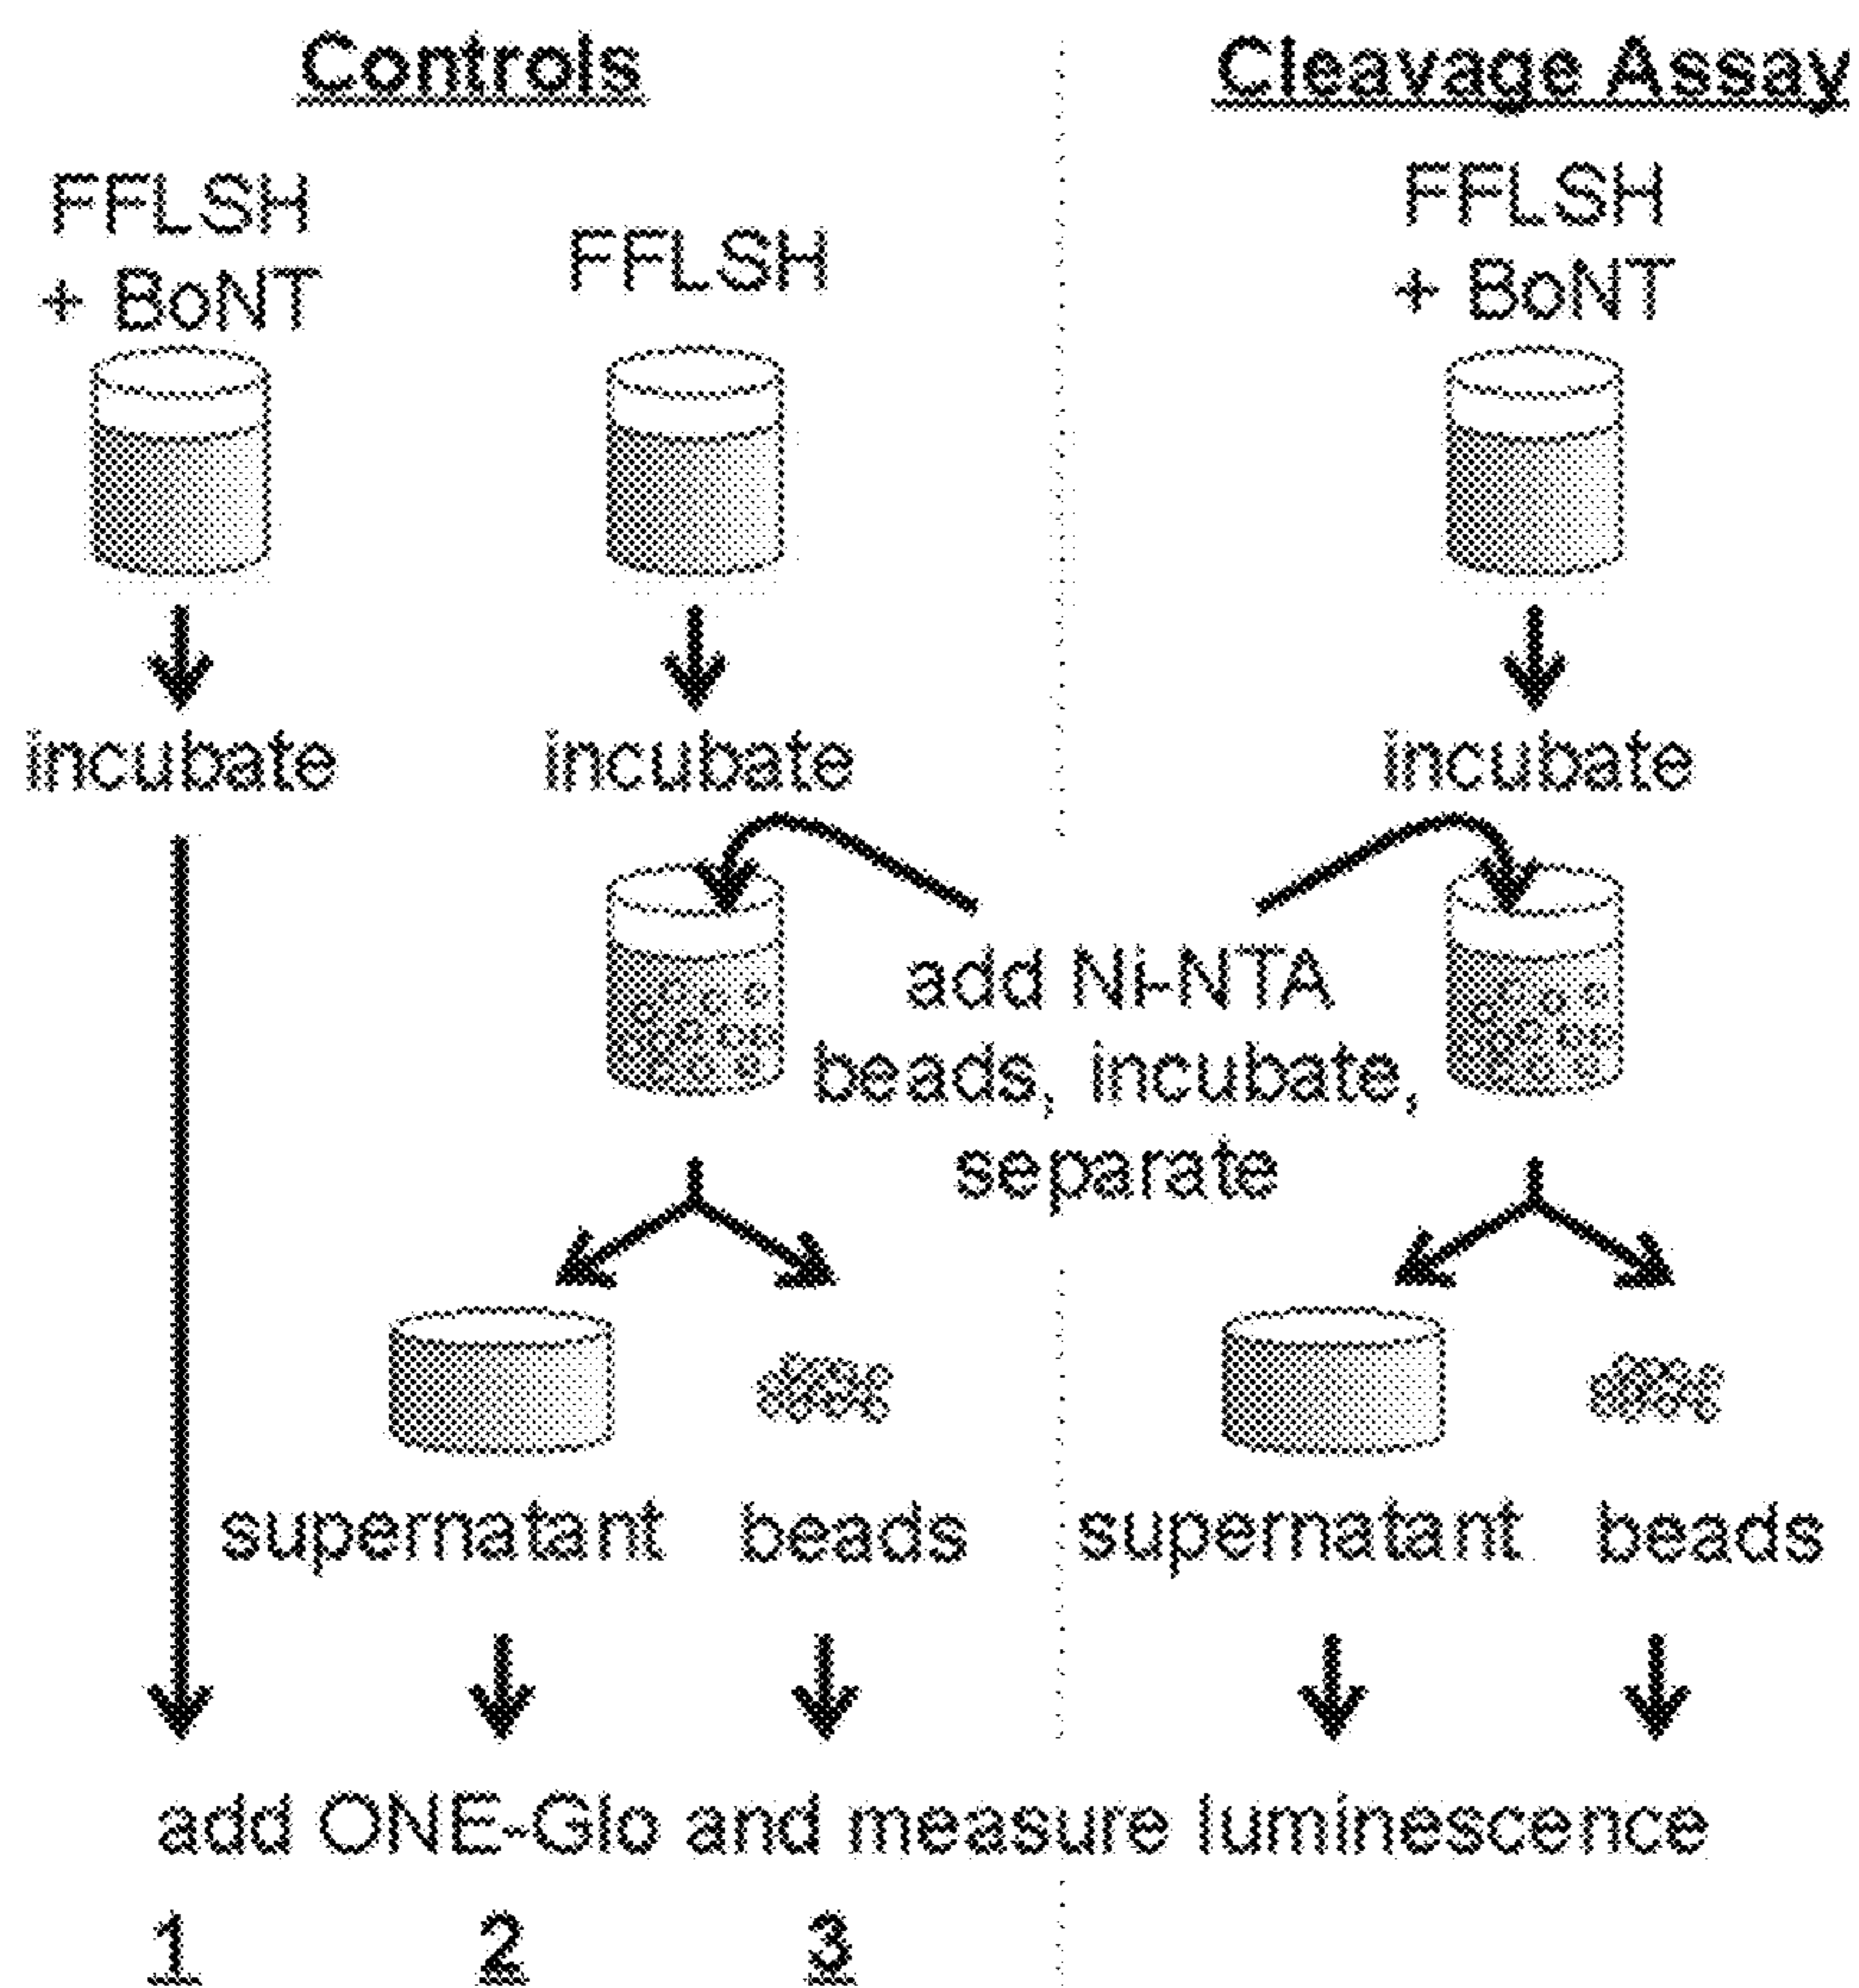 Controls
Cleavage Assay
FFLSH
+ BoNT
FFLSH
FFLSH
+ BoNT
incubate
incubate
incubate
add Ni-NTA
beads, incubate,
separate
supernatant
beads
supernatant
beads
add ONE-Glo and measure luminescence
1
2
3